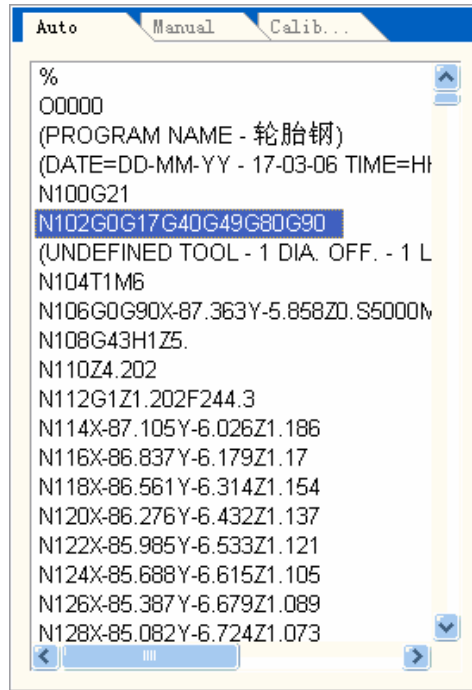 Auto Manual Calib...
%
O0000
(PROGRAM NAME - 轮胎钢)
(DATE=DD-MM-YY - 17-03-06 TIME=HH
N100G21
N102G0G17G40G49G80G90
(UNDEFINED TOOL - 1 DIA. OFF. - 1 L
N104T1M6
N106G0G90X-87.363Y-5.858Z0.S5000M
N108G43H1Z5.
N110Z4.202
N112G1Z1.202F244.3
N114X-87.105Y-6.026Z1.186
N116X-86.837Y-6.179Z1.17
N118X-86.561Y-6.314Z1.154
N120X-86.276Y-6.432Z1.137
N122X-85.985Y-6.533Z1.121
N124X-85.688Y-6.615Z1.105
N126X-85.387Y-6.679Z1.089
N128X-85.082Y-6.724Z1.073